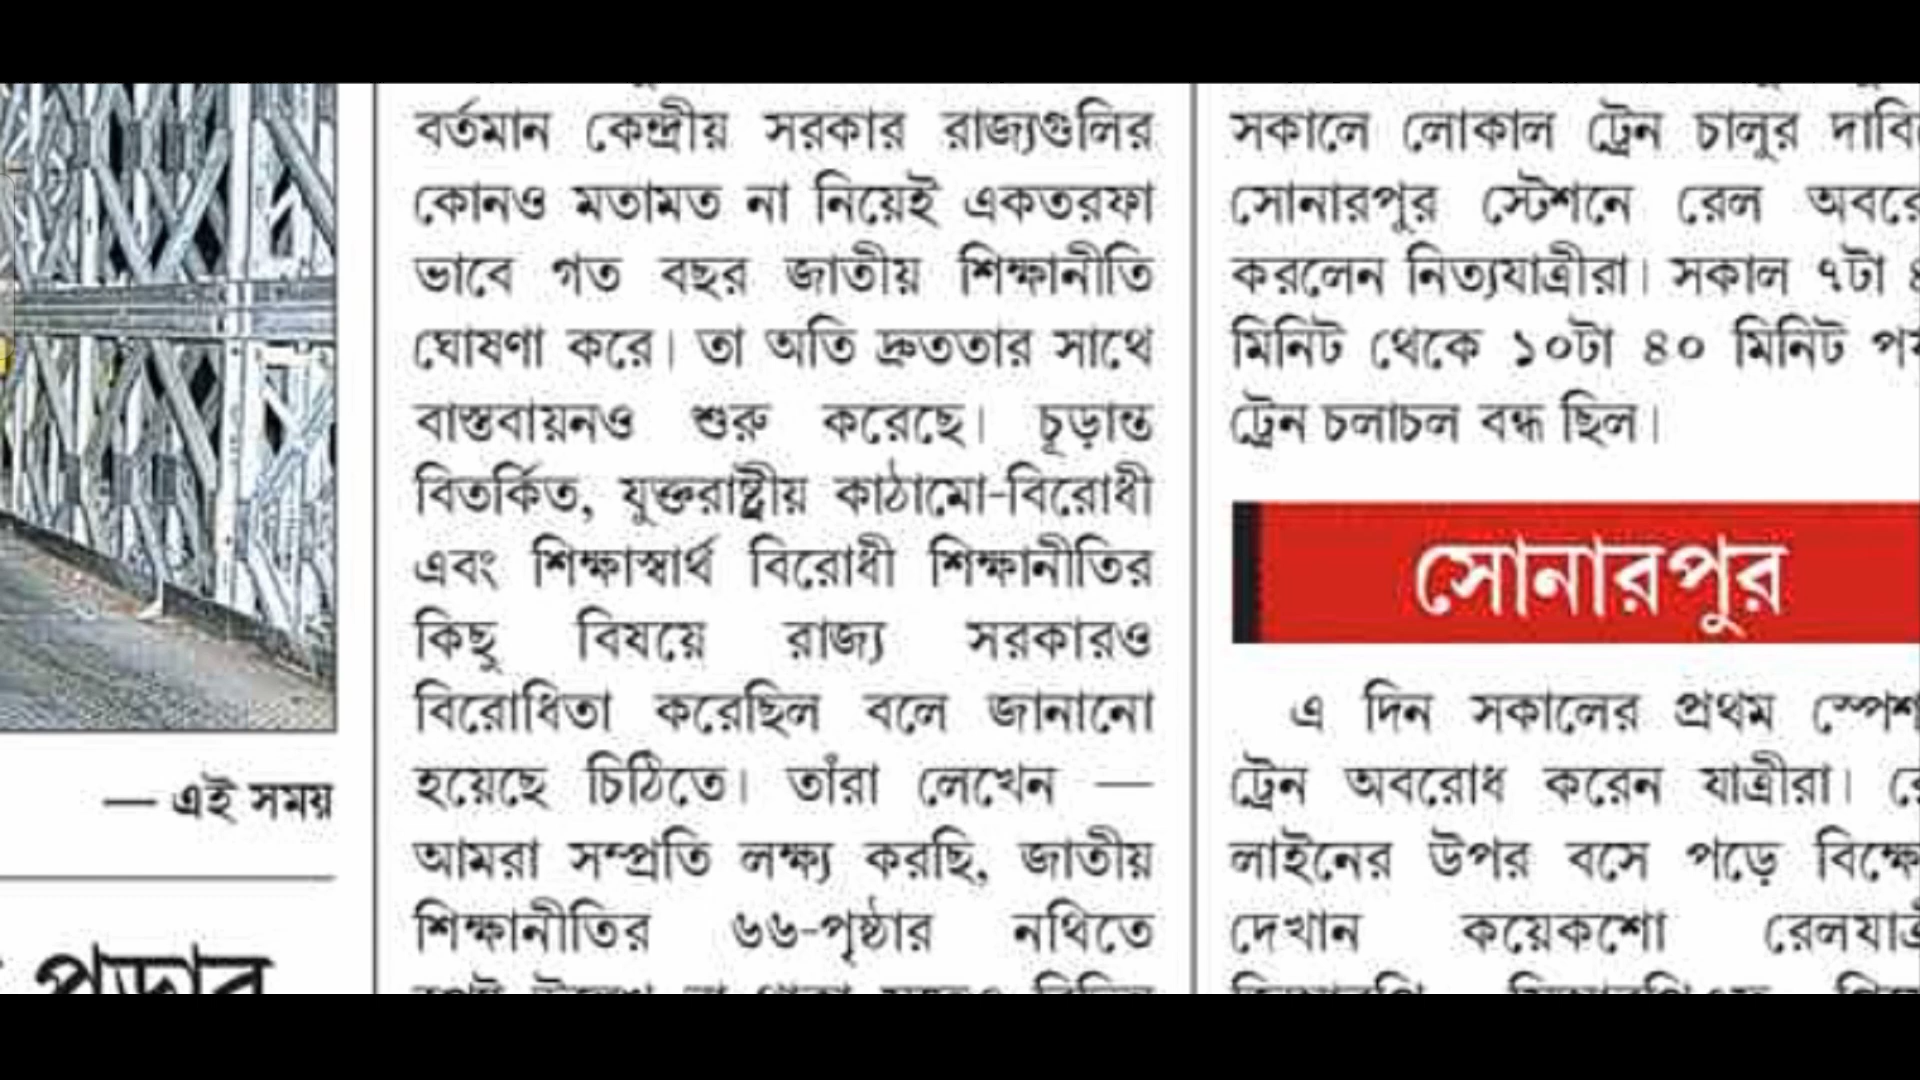 — এই সময়
পড়ার
বর্তমান কেন্দ্রীয় সরকার রাজ্যগুলির
কোনও মতামত না নিয়েই একতরফা
ভাবে গত বছর জাতীয় শিক্ষানীতি
ঘোষণা করে। তা অতি দ্রুততার সাথে
বাস্তবায়নও শুরু করেছে। চূড়ান্ত
বিতর্কিত, যুক্তরাষ্ট্রীয় কাঠামো-বিরোধী
এবং শিক্ষাস্বার্থ বিরোধী শিক্ষানীতির
কিছু বিষয়ে রাজ্য সরকারও
বিরোধিতা করেছিল বলে জানানো
হয়েছে চিঠিতে। তাঁরা লেখেন —
আমরা সম্প্রতি লক্ষ্য করছি, জাতীয়
শিক্ষানীতির ৬৬-পৃষ্ঠার নথিতে
সকালে লোকাল ট্রেন চালুর
সোনারপুর স্টেশনে রেল
করলেন নিত্যযাত্রীরা। সকাল ৭টা
মিনিট থেকে ১০টা ৪০ মিনিট
ট্রেন চলাচল বন্ধ ছিল।
সোনারপুর
এ দিন সকালের প্রথম
ট্রেন অবরোধ করেন যাত্রীরা।
লাইনের উপর বসে পড়ে
দেখান কয়েকশো